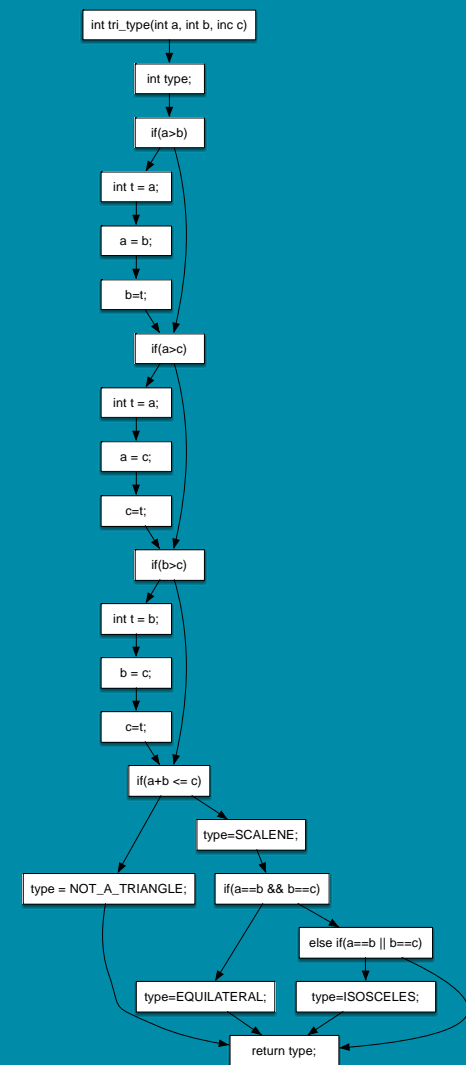 int tri_type(int a, int b, inc c)
int type;
if(a>b)
int t = a;
a = b;
b=t;
if(a>c)
int t = a;
a = c;
c=t;
if(b>c)
int t = b;
b = c;
c=t;
if(a+b <= c)
type=SCALENE;
type = NOT_A_TRIANGLE;
if(a==b && b==c)
else if(a==b || b==c)
type=EQUILATERAL;
type=ISOSCELES;
return type;